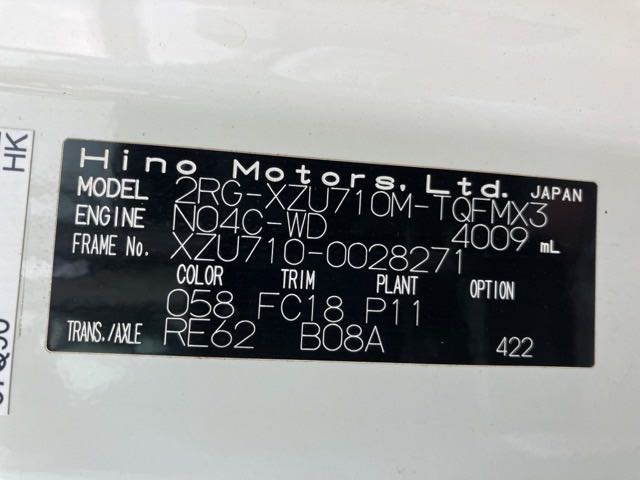 Hino Motors, Ltd. JAPAN
MODEL 2RG-XZU710M-TQFMX3
ENGINE N04C-WD 4009 mL
FRAME No. XZU710-0028271
COLOR TRIM PLANT OPTION
058 FC18 P11
TRANS./AXLE RE62 B08A 422
HK